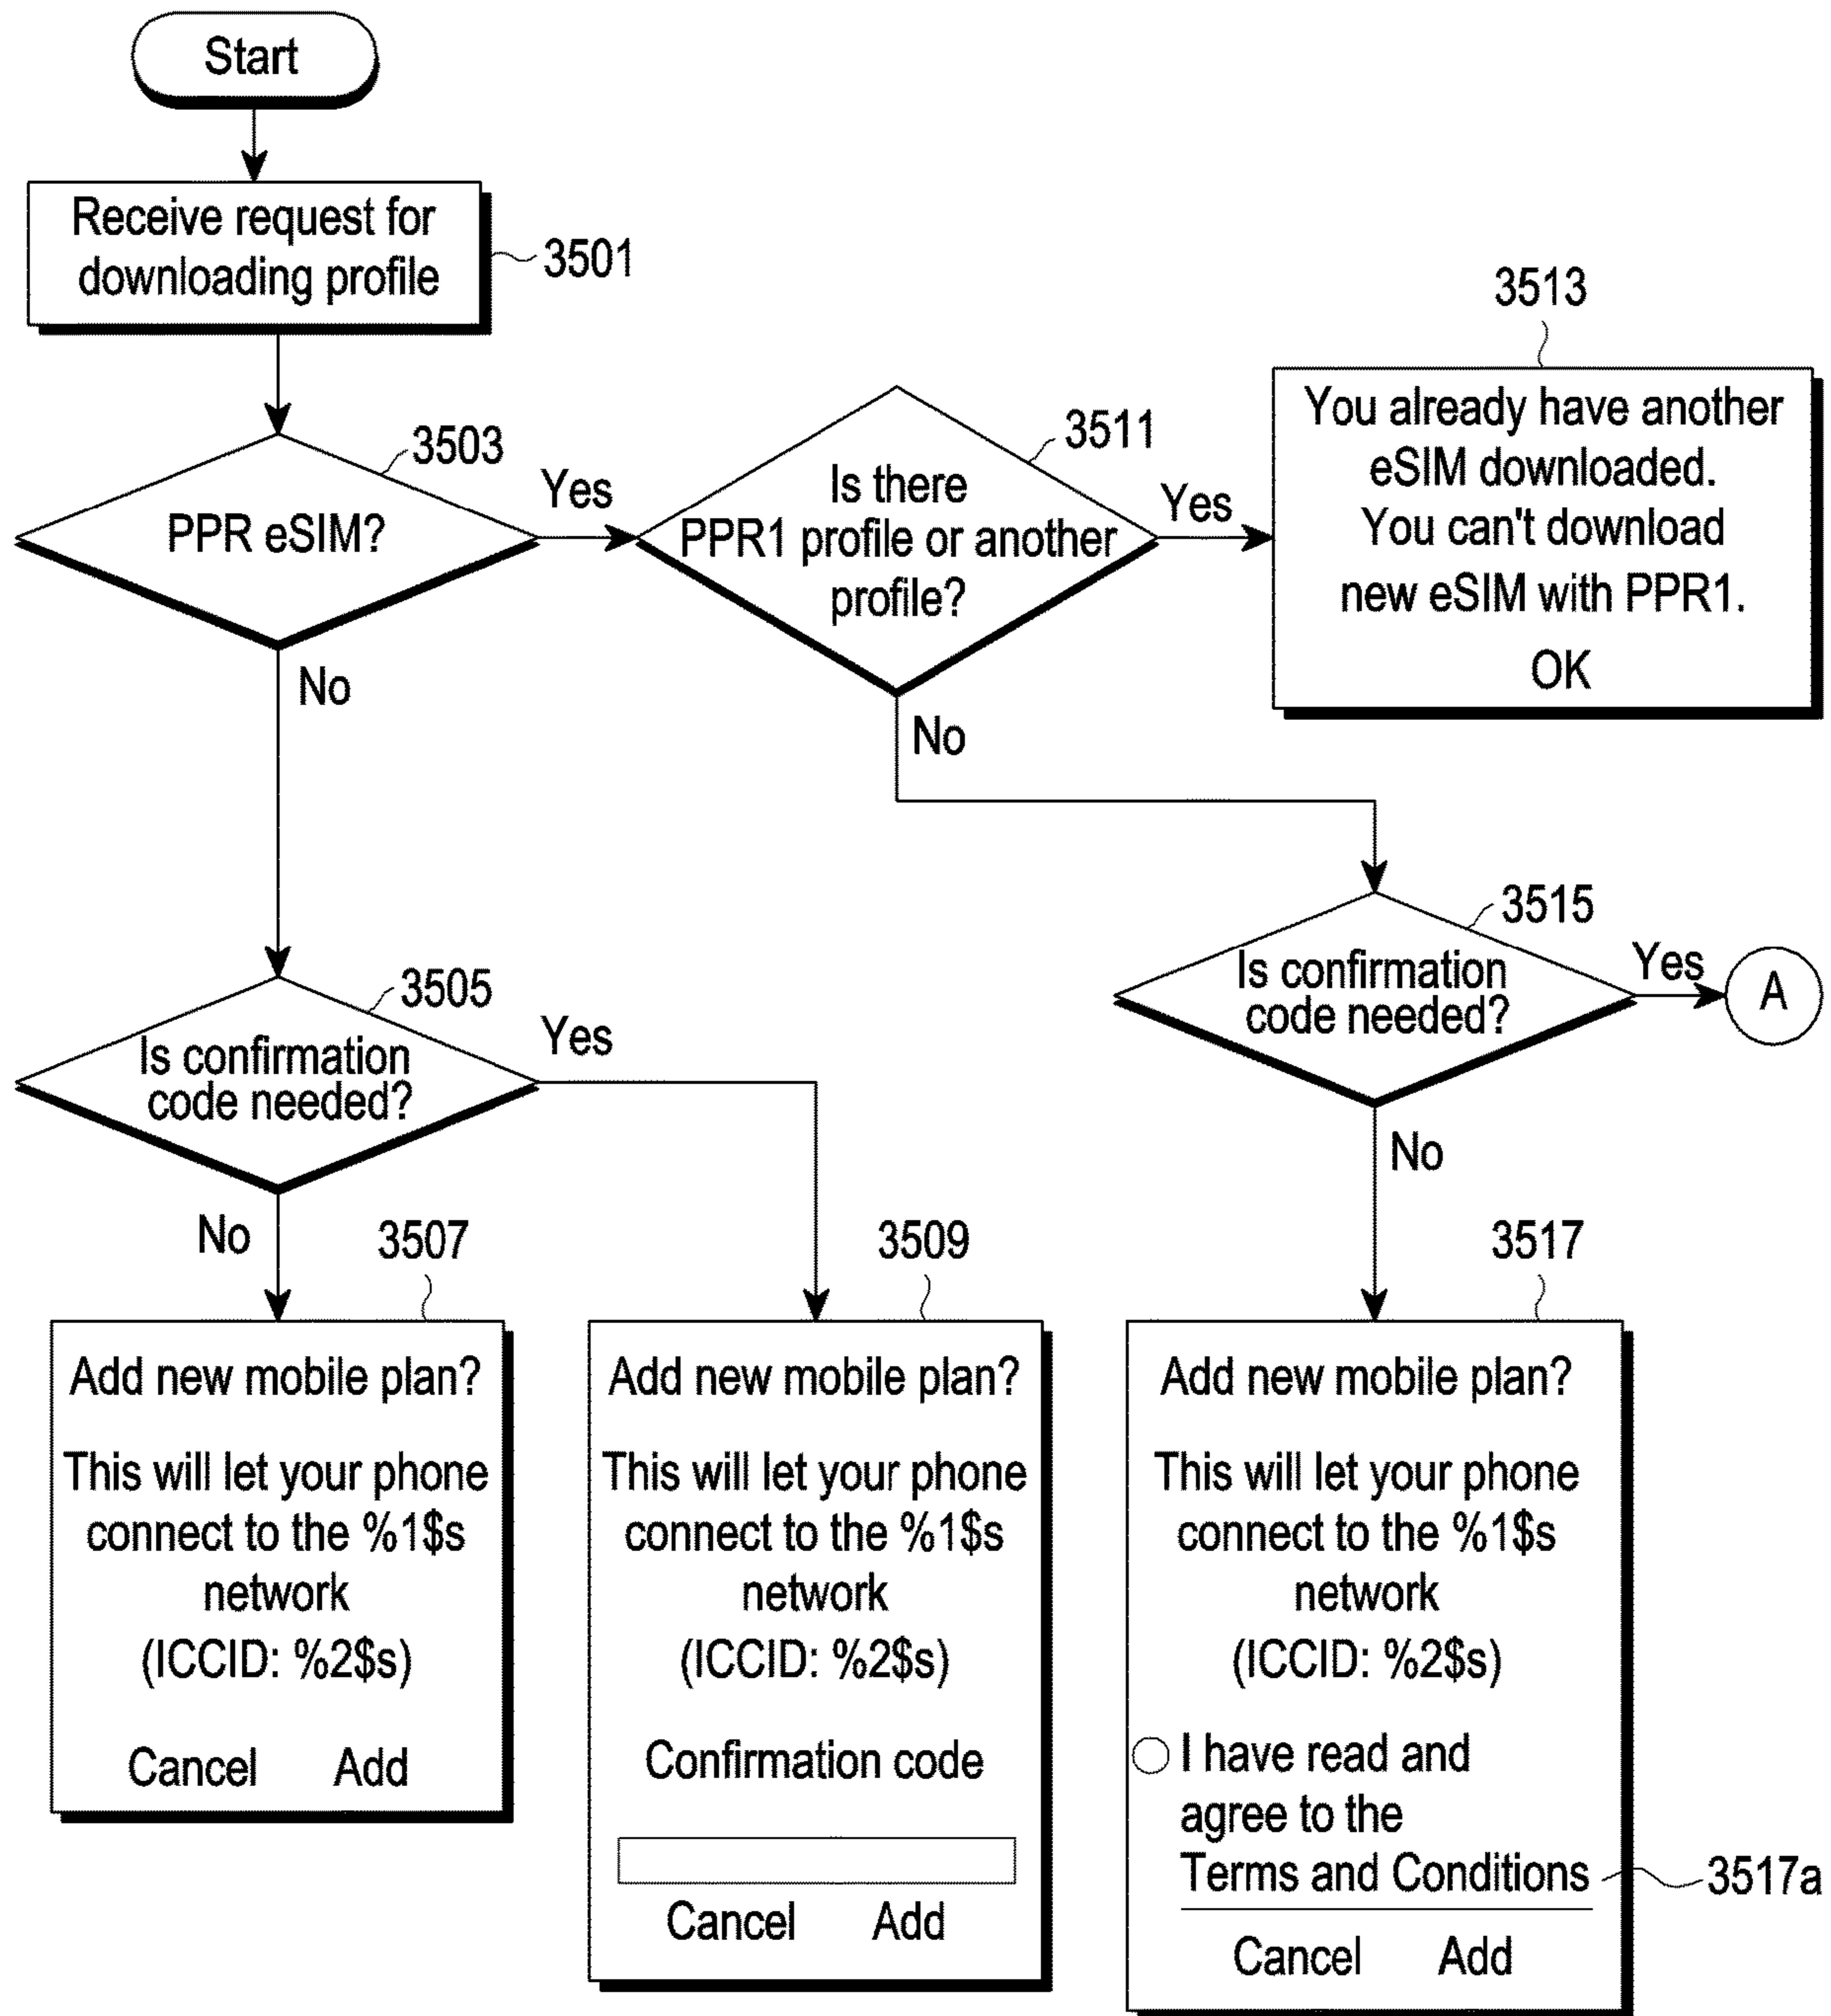 Start
Receive request for
downloading profile
3501
3503
PPR eSIM?
Yes
No
3511
Is there
PPR1 profile or another
profile?
Yes
No
3513
You already have another
eSIM downloaded.
You can't download
new eSIM with PPR1.
OK
3505
Is confirmation
code needed?
Yes
No
3515
Is confirmation
code needed?
Yes
A
No
3507
Add new mobile plan?
This will let your phone
connect to the %1$s
network
(ICCID: %2$s)
Cancel Add
3509
Add new mobile plan?
This will let your phone
connect to the %1$s
network
(ICCID: %2$s)
Confirmation code
Cancel Add
3517
Add new mobile plan?
This will let your phone
connect to the %1$s
network
(ICCID: %2$s)
I have read and
agree to the
Terms and Conditions
3517a
Cancel Add